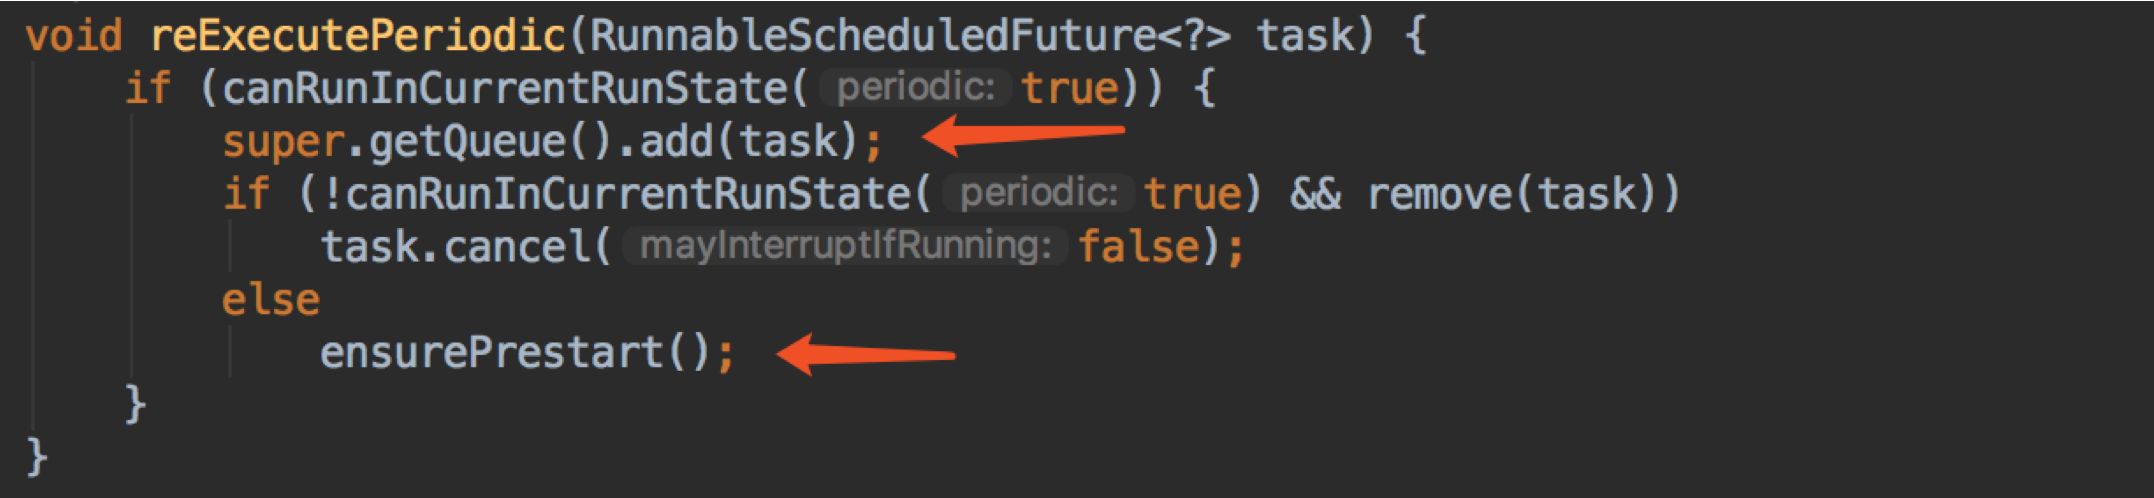 void reExecutePeriodic(RunnableScheduledFuture<?> task) {
if (canRunInCurrentRunState( periodic: true)) {
super.getQueue().add(task);
if (!canRunInCurrentRunState( periodic: true) && remove(task))
task.cancel( mayInterruptIfRunning: false);
else
ensurePrestart();
}
}